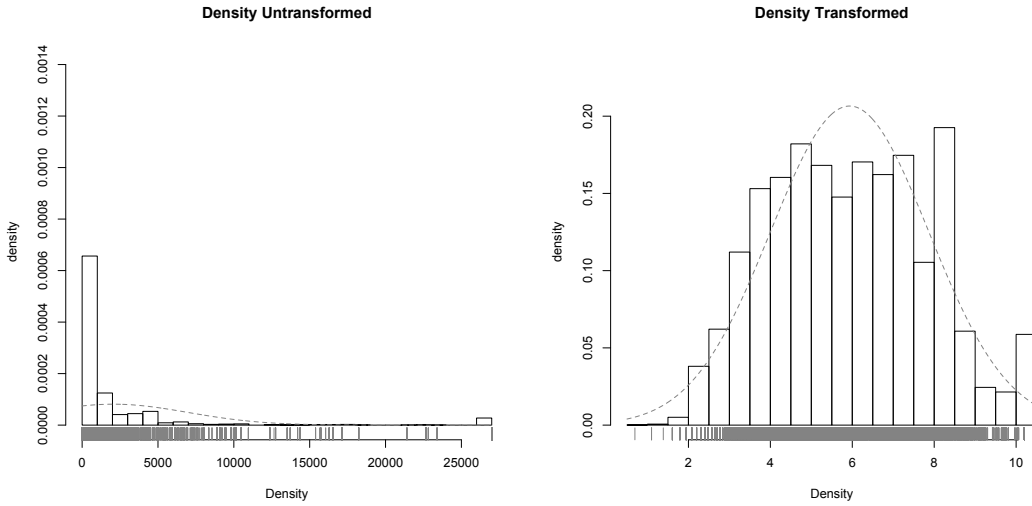 Density Untransformed
density
0.0014
0.0012
0.0010
0.0008
0.0006
0.0004
0.0002
0.0000
0 5000 10000 15000 20000 25000
Density
Density Transformed
density
0.20
0.15
0.10
0.05
0.00
2 4 6 8 10
Density